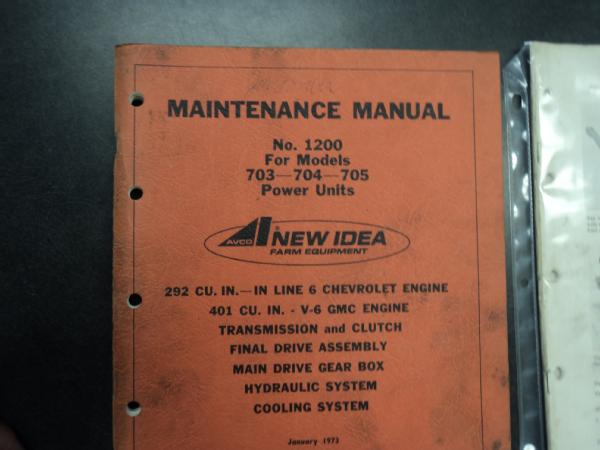 MAINTENANCE MANUAL
No. 1200
For Models
703—704—705
Power Units
AVCO NEW IDEA
FARM EQUIPMENT
292 CU. IN.—IN LINE 6 CHEVROLET ENGINE
401 CU. IN. - V-6 GMC ENGINE
TRANSMISSION and CLUTCH
FINAL DRIVE ASSEMBLY
MAIN DRIVE GEAR BOX
HYDRAULIC SYSTEM
COOLING SYSTEM
January 1973